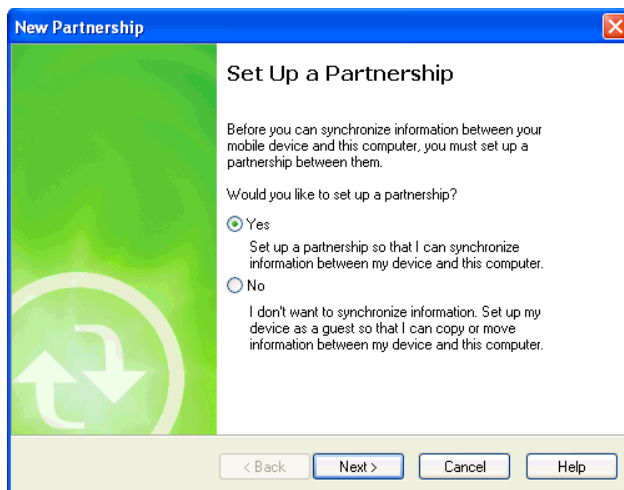 New Partnership
Set Up a Partnership
Before you can synchronize information between your
mobile device and this computer, you must set up a
partnership between them.
Would you like to set up a partnership?
Yes
Set up a partnership so that I can synchronize
information between my device and this computer.
No
I don't want to synchronize information. Set up my
device as a guest so that I can copy or move
information between my device and this computer.
< Back Next > Cancel Help